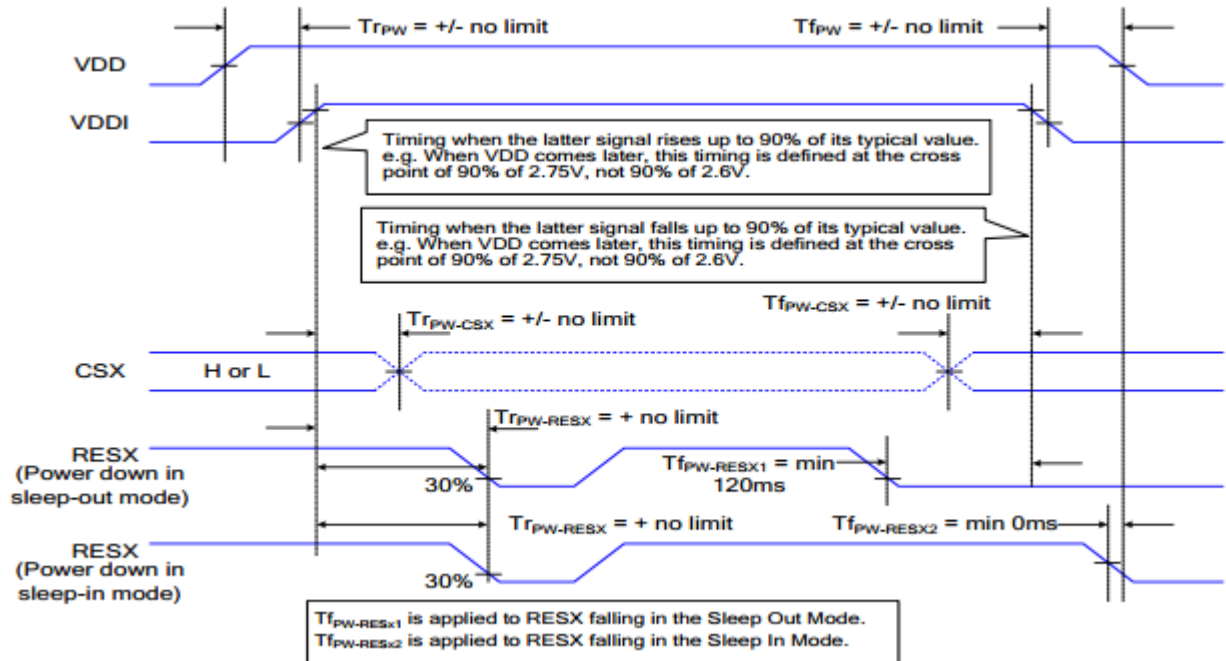 TrPW = +/- no limit
TfPW = +/- no limit
VDD
VDDI
Timing when the latter signal rises up to 90% of its typical value.
e.g. When VDD comes later, this timing is defined at the cross
point of 90% of 2.75V, not 90% of 2.6V.
Timing when the latter signal falls up to 90% of its typical value.
e.g. When VDD comes later, this timing is defined at the cross
point of 90% of 2.75V, not 90% of 2.6V.
TrPW-CSX = +/- no limit
TfPW-CSX = +/- no limit
CSX
H or L
TrPW-RESX = + no limit
RESX
(Power down in
sleep-out mode)
30%
TfPW-RESX1 = min
120ms
TrPW-RESX = + no limit
TfPW-RESX2 = min 0ms
RESX
(Power down in
sleep-in mode)
30%
TfPW-RESx1 is applied to RESX falling in the Sleep Out Mode.
TfPW-RESx2 is applied to RESX falling in the Sleep In Mode.